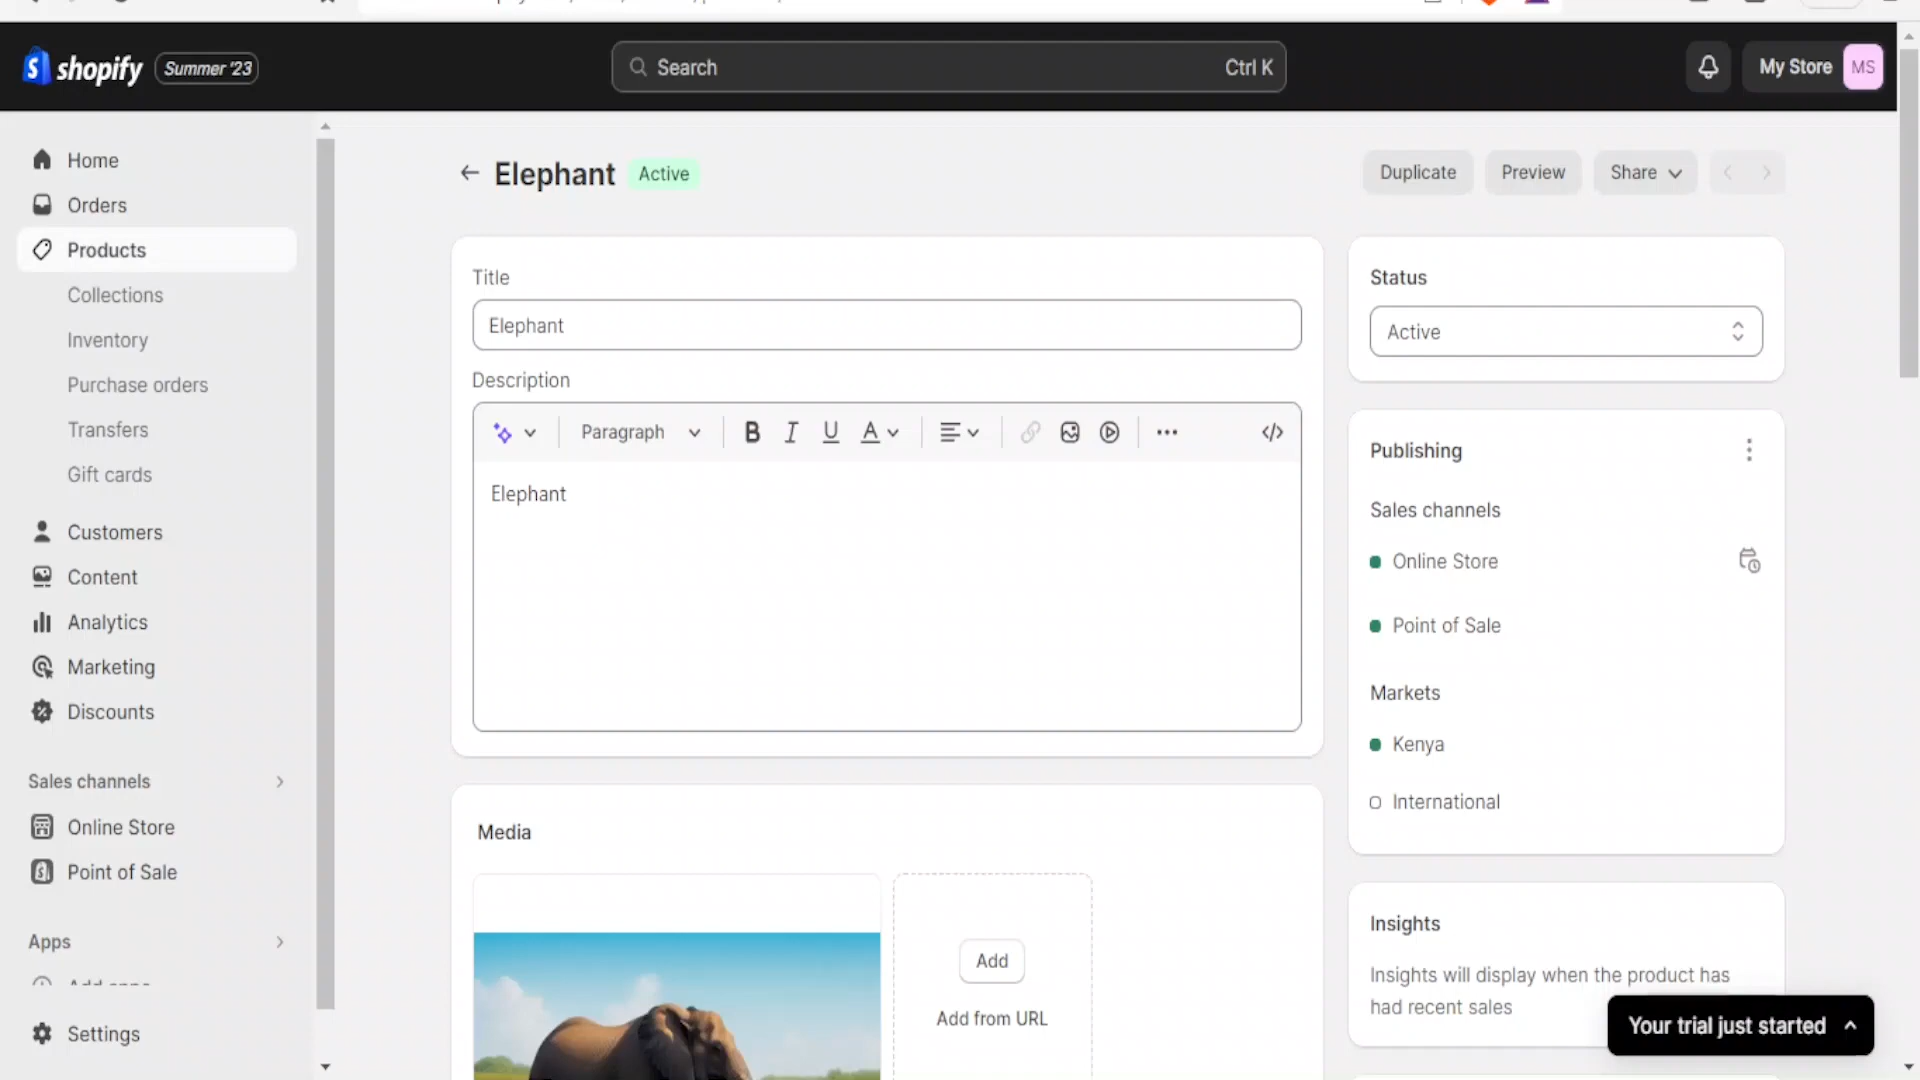 shopify Summer '23
Search Ctrl K
My Store MS
Home
Orders
Products
Collections
Inventory
Purchase orders
Transfers
Gift cards
Customers
Content
Analytics
Marketing
Discounts
Sales channels
Online Store
Point of Sale
Apps
Settings
Elephant Active
Duplicate Preview Share
Title
Elephant
Description
Paragraph B I U A
Elephant
Media
Add
Add from URL
Status
Active
Publishing
Sales channels
Online Store
Point of Sale
Markets
Kenya
International
Insights
Insights will display when the product has
had recent sales
Your trial just started